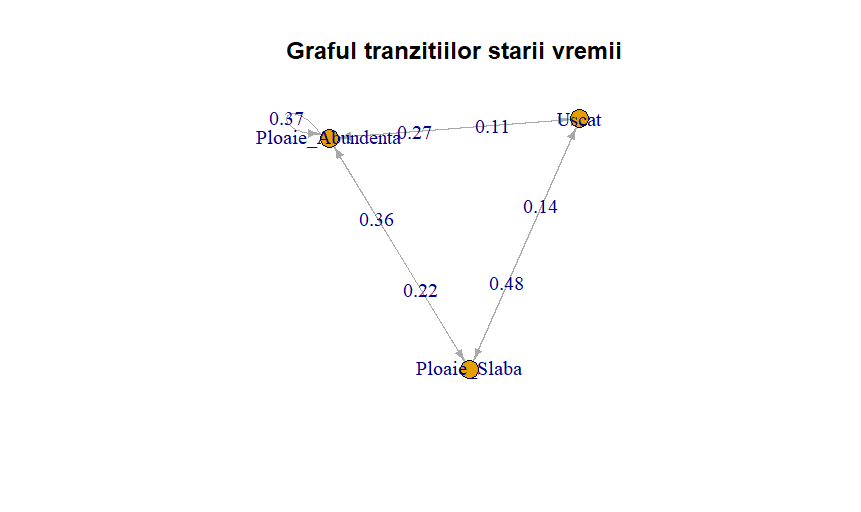 Graful tranzitiilor starii vremii
0.37
Uscat
Ploaie_Abundenta
0.27
0.11
0.36
0.14
0.22
0.48
Ploaie_Slaba